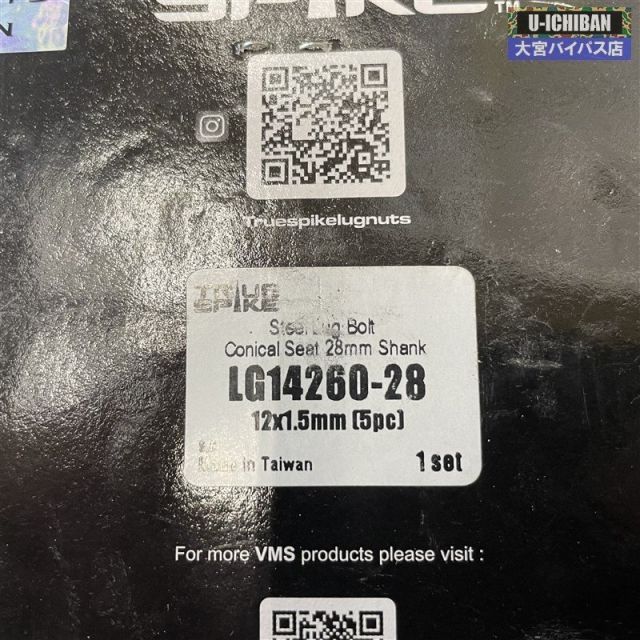 SPIKE™
N
U-ICHIBAN
大宮バイパス店
Truespikelugnuts
TRUE
SPIKE
Steel Lug Bolt
Conical Seat 28mm Shank
LG14260-28
12x1.5mm (5pc)
Made in Taiwan
1 set
For more VMS products please visit :